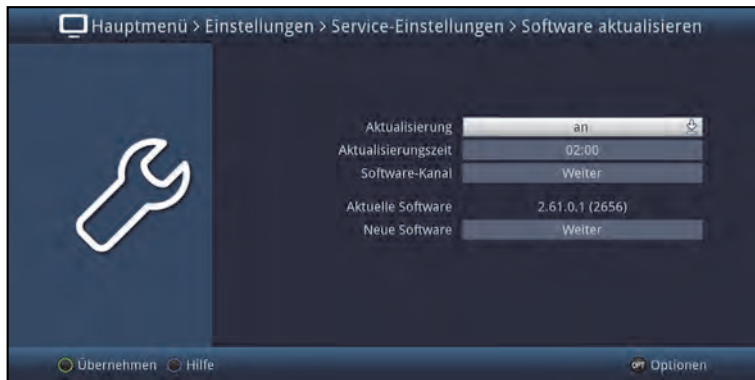 Hauptmenü > Einstellungen > Service-Einstellungen > Software aktualisieren
Aktualisierung an
Aktualisierungszeit 02:00
Software-Kanal Weiter
Aktuelle Software 2.61.0.1 (2656)
Neue Software Weiter
Übernehmen Hilfe OPT Optionen